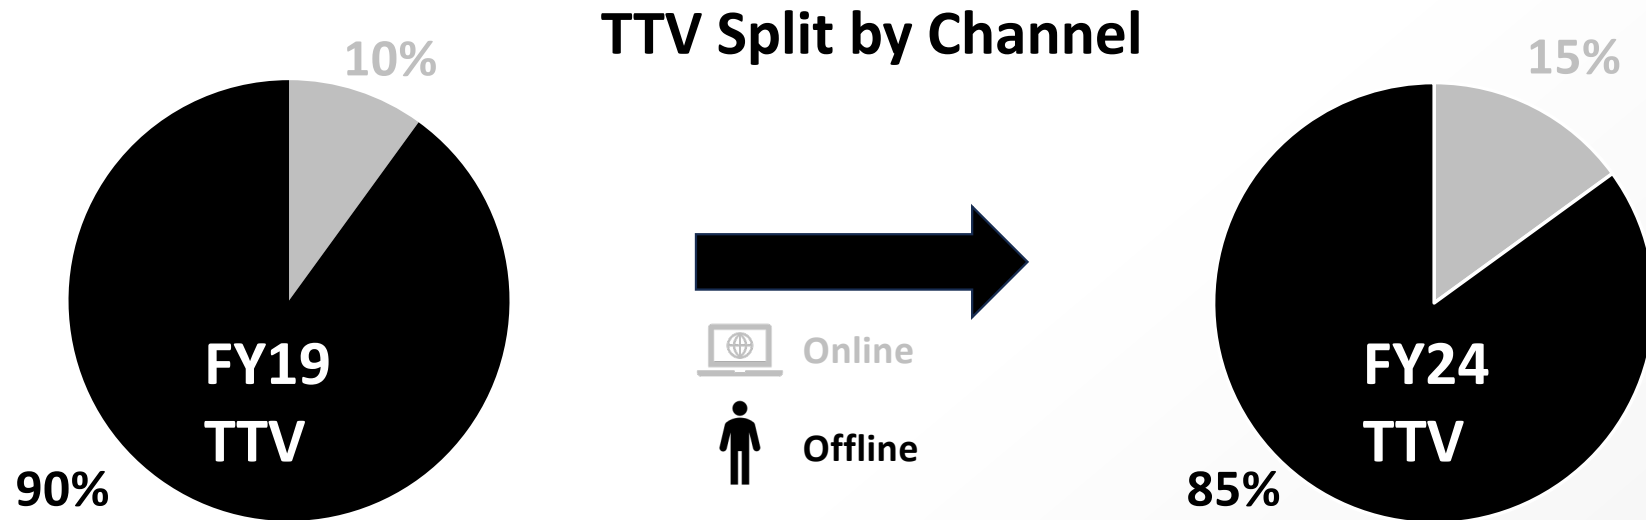 TTV Split by Channel
10%
FY19
TTV
90%
Online
Offline
15%
FY24
TTV
85%